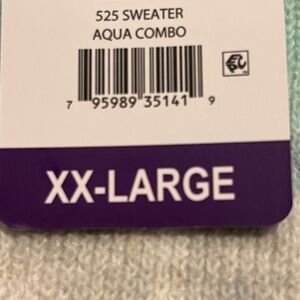 525 SWEATER
AQUA COMBO
7 95989 35141 9
XX-LARGE